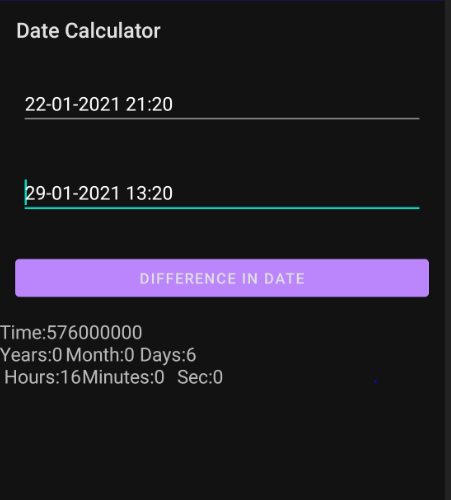 Date Calculator
22-01-2021 21:20
29-01-2021 13:20
DIFFERENCE IN DATE
Time:576000000
Years:0 Month:0 Days:6
Hours:16Minutes:0 Sec:0